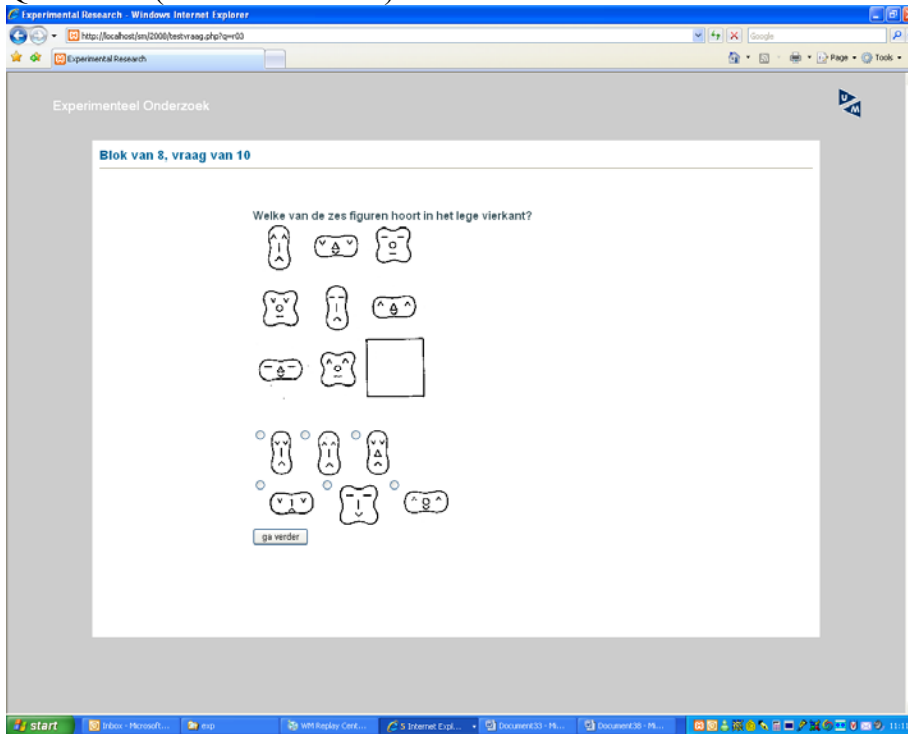 Experimental Research - Windows Internet Explorer
http://localhost/sm/2008/testvraag.php?q=r03
Google
Experimental Research
Page
Tools
Experimenteel Onderzoek
U M
Blok van 8, vraag van 10
Welke van de zes figuren hoort in het lege vierkant?
ga verder
start
Inbox - Microsoft...
exp
WM Replay Cent...
5 Internet Expl...
Document33 - Mi...
Document38 - Mi...